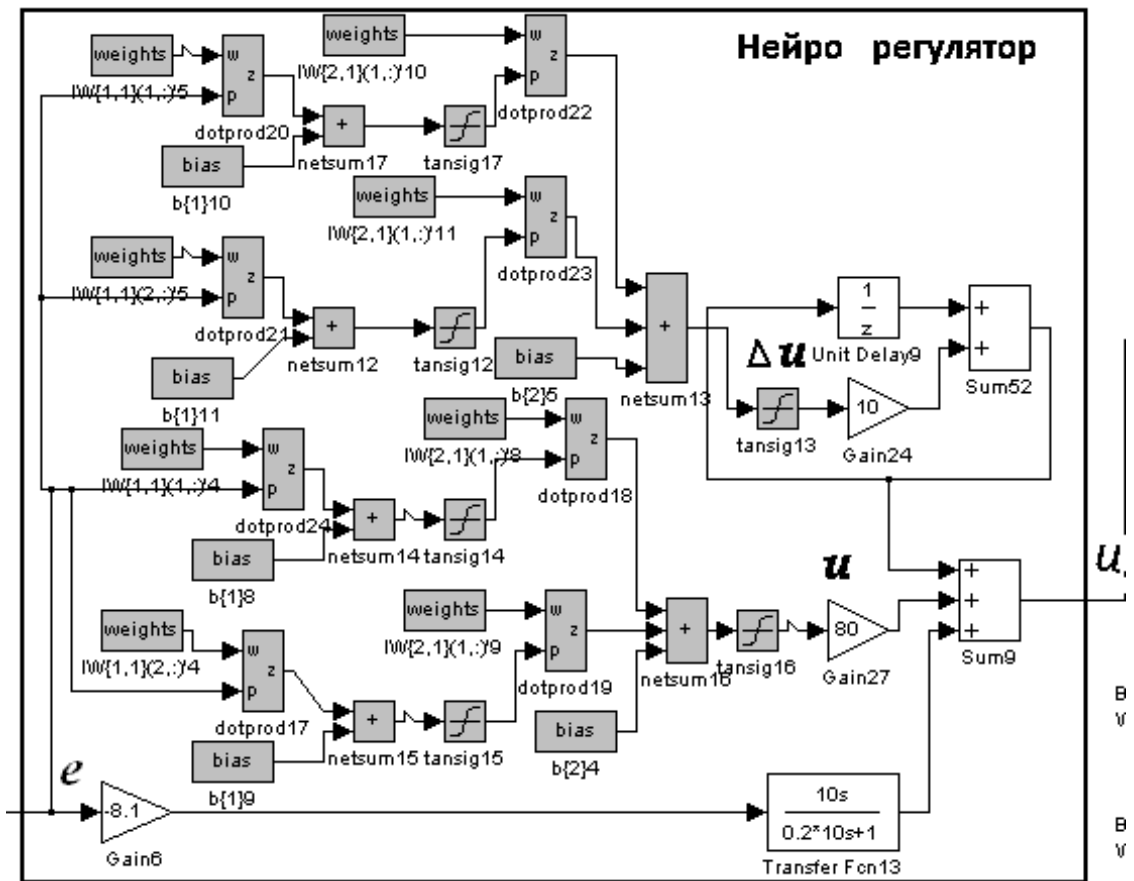 Нейро регулятор
weights
IW{1,1}(1,:)'5
w
z
p
dotprod20
bias
b{1}10
+
netsum17
tansig17
weights
IW{2,1}(1,:)'10
w
z
p
dotprod22
weights
IW{1,1}(2,:)'5
w
z
p
dotprod21
bias
b{1}11
+
netsum12
tansig12
weights
IW{2,1}(1,:)'11
w
z
p
dotprod23
bias
b{2}5
+
netsum13
Δu
tansig13
10
Gain24
1
z
Unit Delay9
+
+
Sum52
weights
IW{1,1}(1,:)'4
w
z
p
dotprod24
bias
b{1}8
+
netsum14
tansig14
weights
IW{2,1}(1,:)'8
w
z
p
dotprod18
weights
IW{1,1}(2,:)'4
w
z
p
dotprod17
bias
b{1}9
+
netsum15
tansig15
weights
IW{2,1}(1,:)'9
w
z
p
dotprod19
bias
b{2}4
+
netsum16
tansig16
u
80
Gain27
+
+
+
Sum9
u
e
-8.1
Gain6
10s
0.2*10s+1
Transfer Fcn13